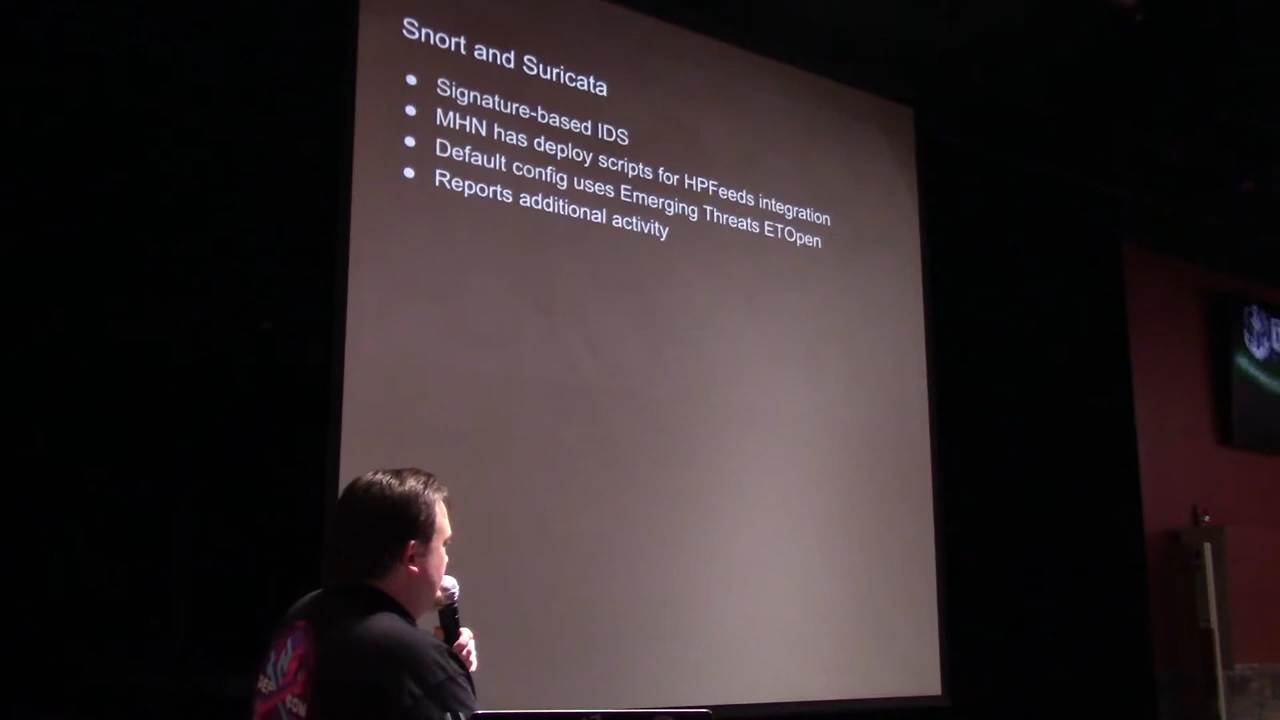 Snort and Suricata
● Signature-based IDS
● MHN has deploy scripts for HPFeeds integration
● Default config uses Emerging Threats ETOpen
● Reports additional activity